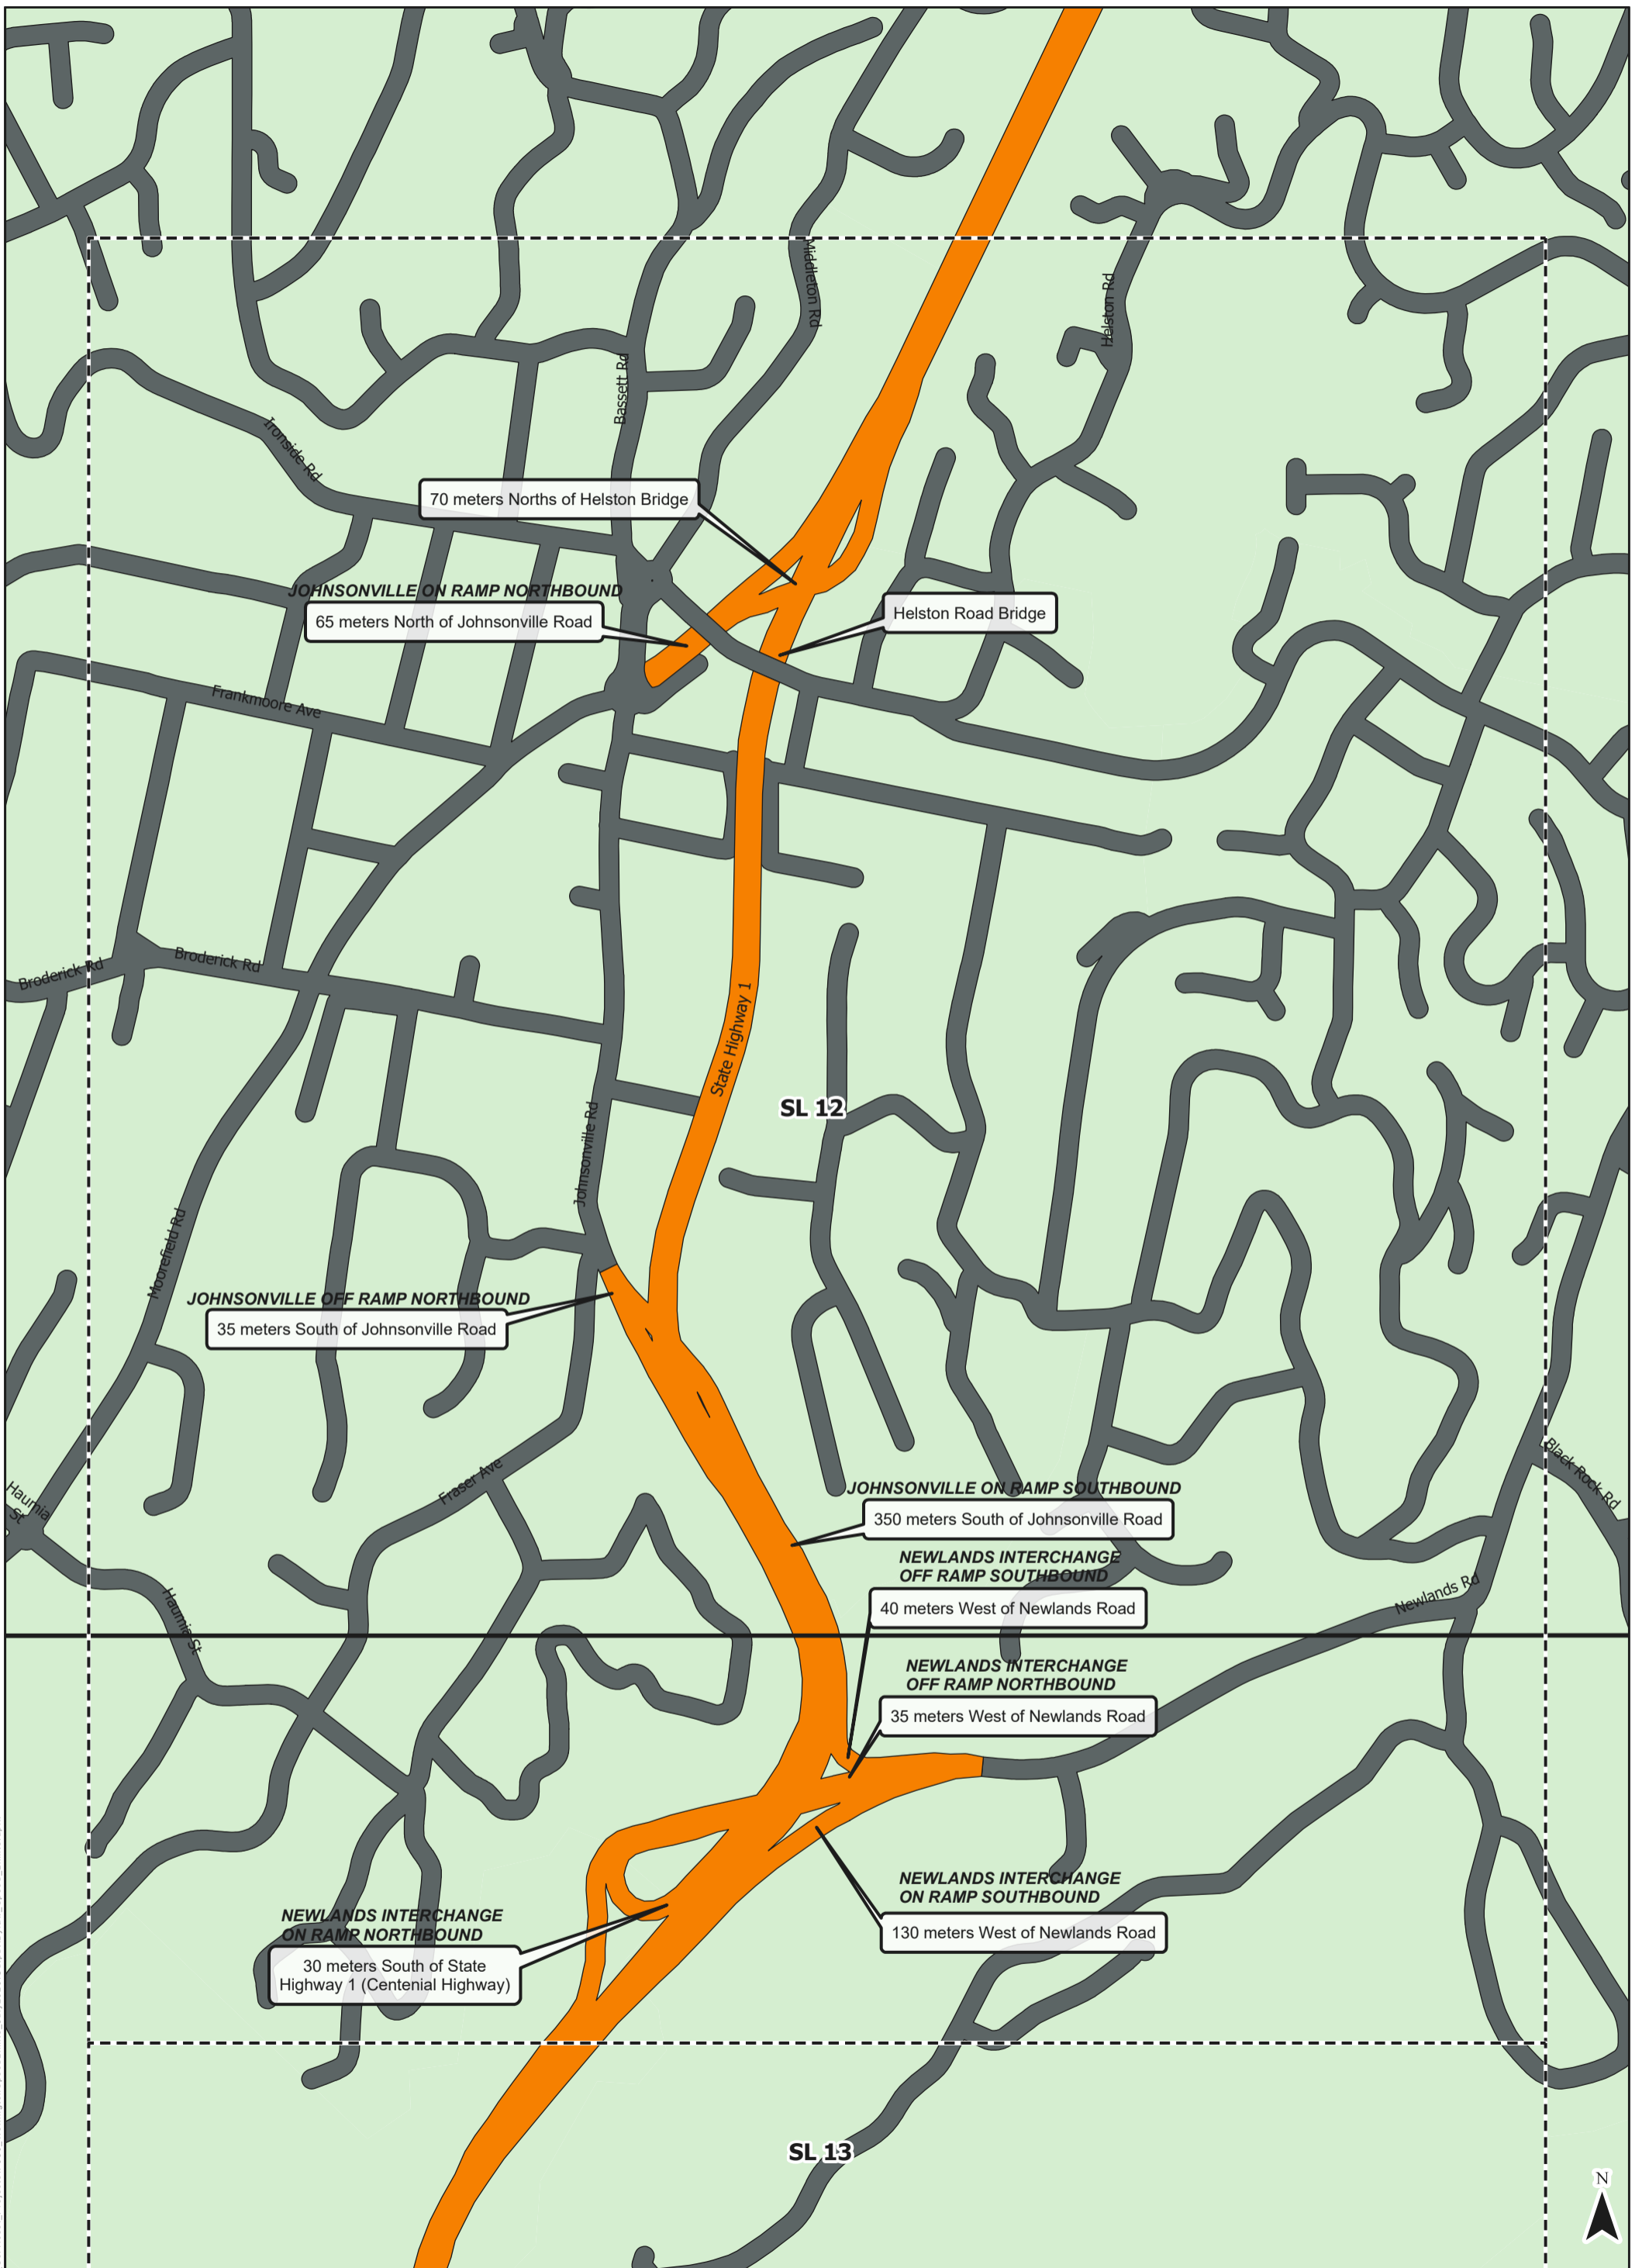 Middleton Rd
Helston Rd
Bassett Rd
Ironside Rd
70 meters Norths of Helston Bridge
JOHNSONVILLE ON RAMP NORTHBOUND
65 meters North of Johnsonville Road
Helston Road Bridge
Frankmoore Ave
Broderick Rd
Broderick Rd
State Highway 1
SL 12
Johnsonville Rd
Moorefield Rd
JOHNSONVILLE OFF RAMP NORTHBOUND
35 meters South of Johnsonville Road
Black Rock Rd
Fraser Ave
Haumia
St
JOHNSONVILLE ON RAMP SOUTHBOUND
350 meters South of Johnsonville Road
NEWLANDS INTERCHANGE
OFF RAMP SOUTHBOUND
40 meters West of Newlands Road
Newlands Rd
Haumia St
NEWLANDS INTERCHANGE
OFF RAMP NORTHBOUND
35 meters West of Newlands Road
NEWLANDS INTERCHANGE
ON RAMP SOUTHBOUND
130 meters West of Newlands Road
NEWLANDS INTERCHANGE
ON RAMP NORTHBOUND
30 meters South of State
Highway 1 (Centenial Highway)
SL 13
N